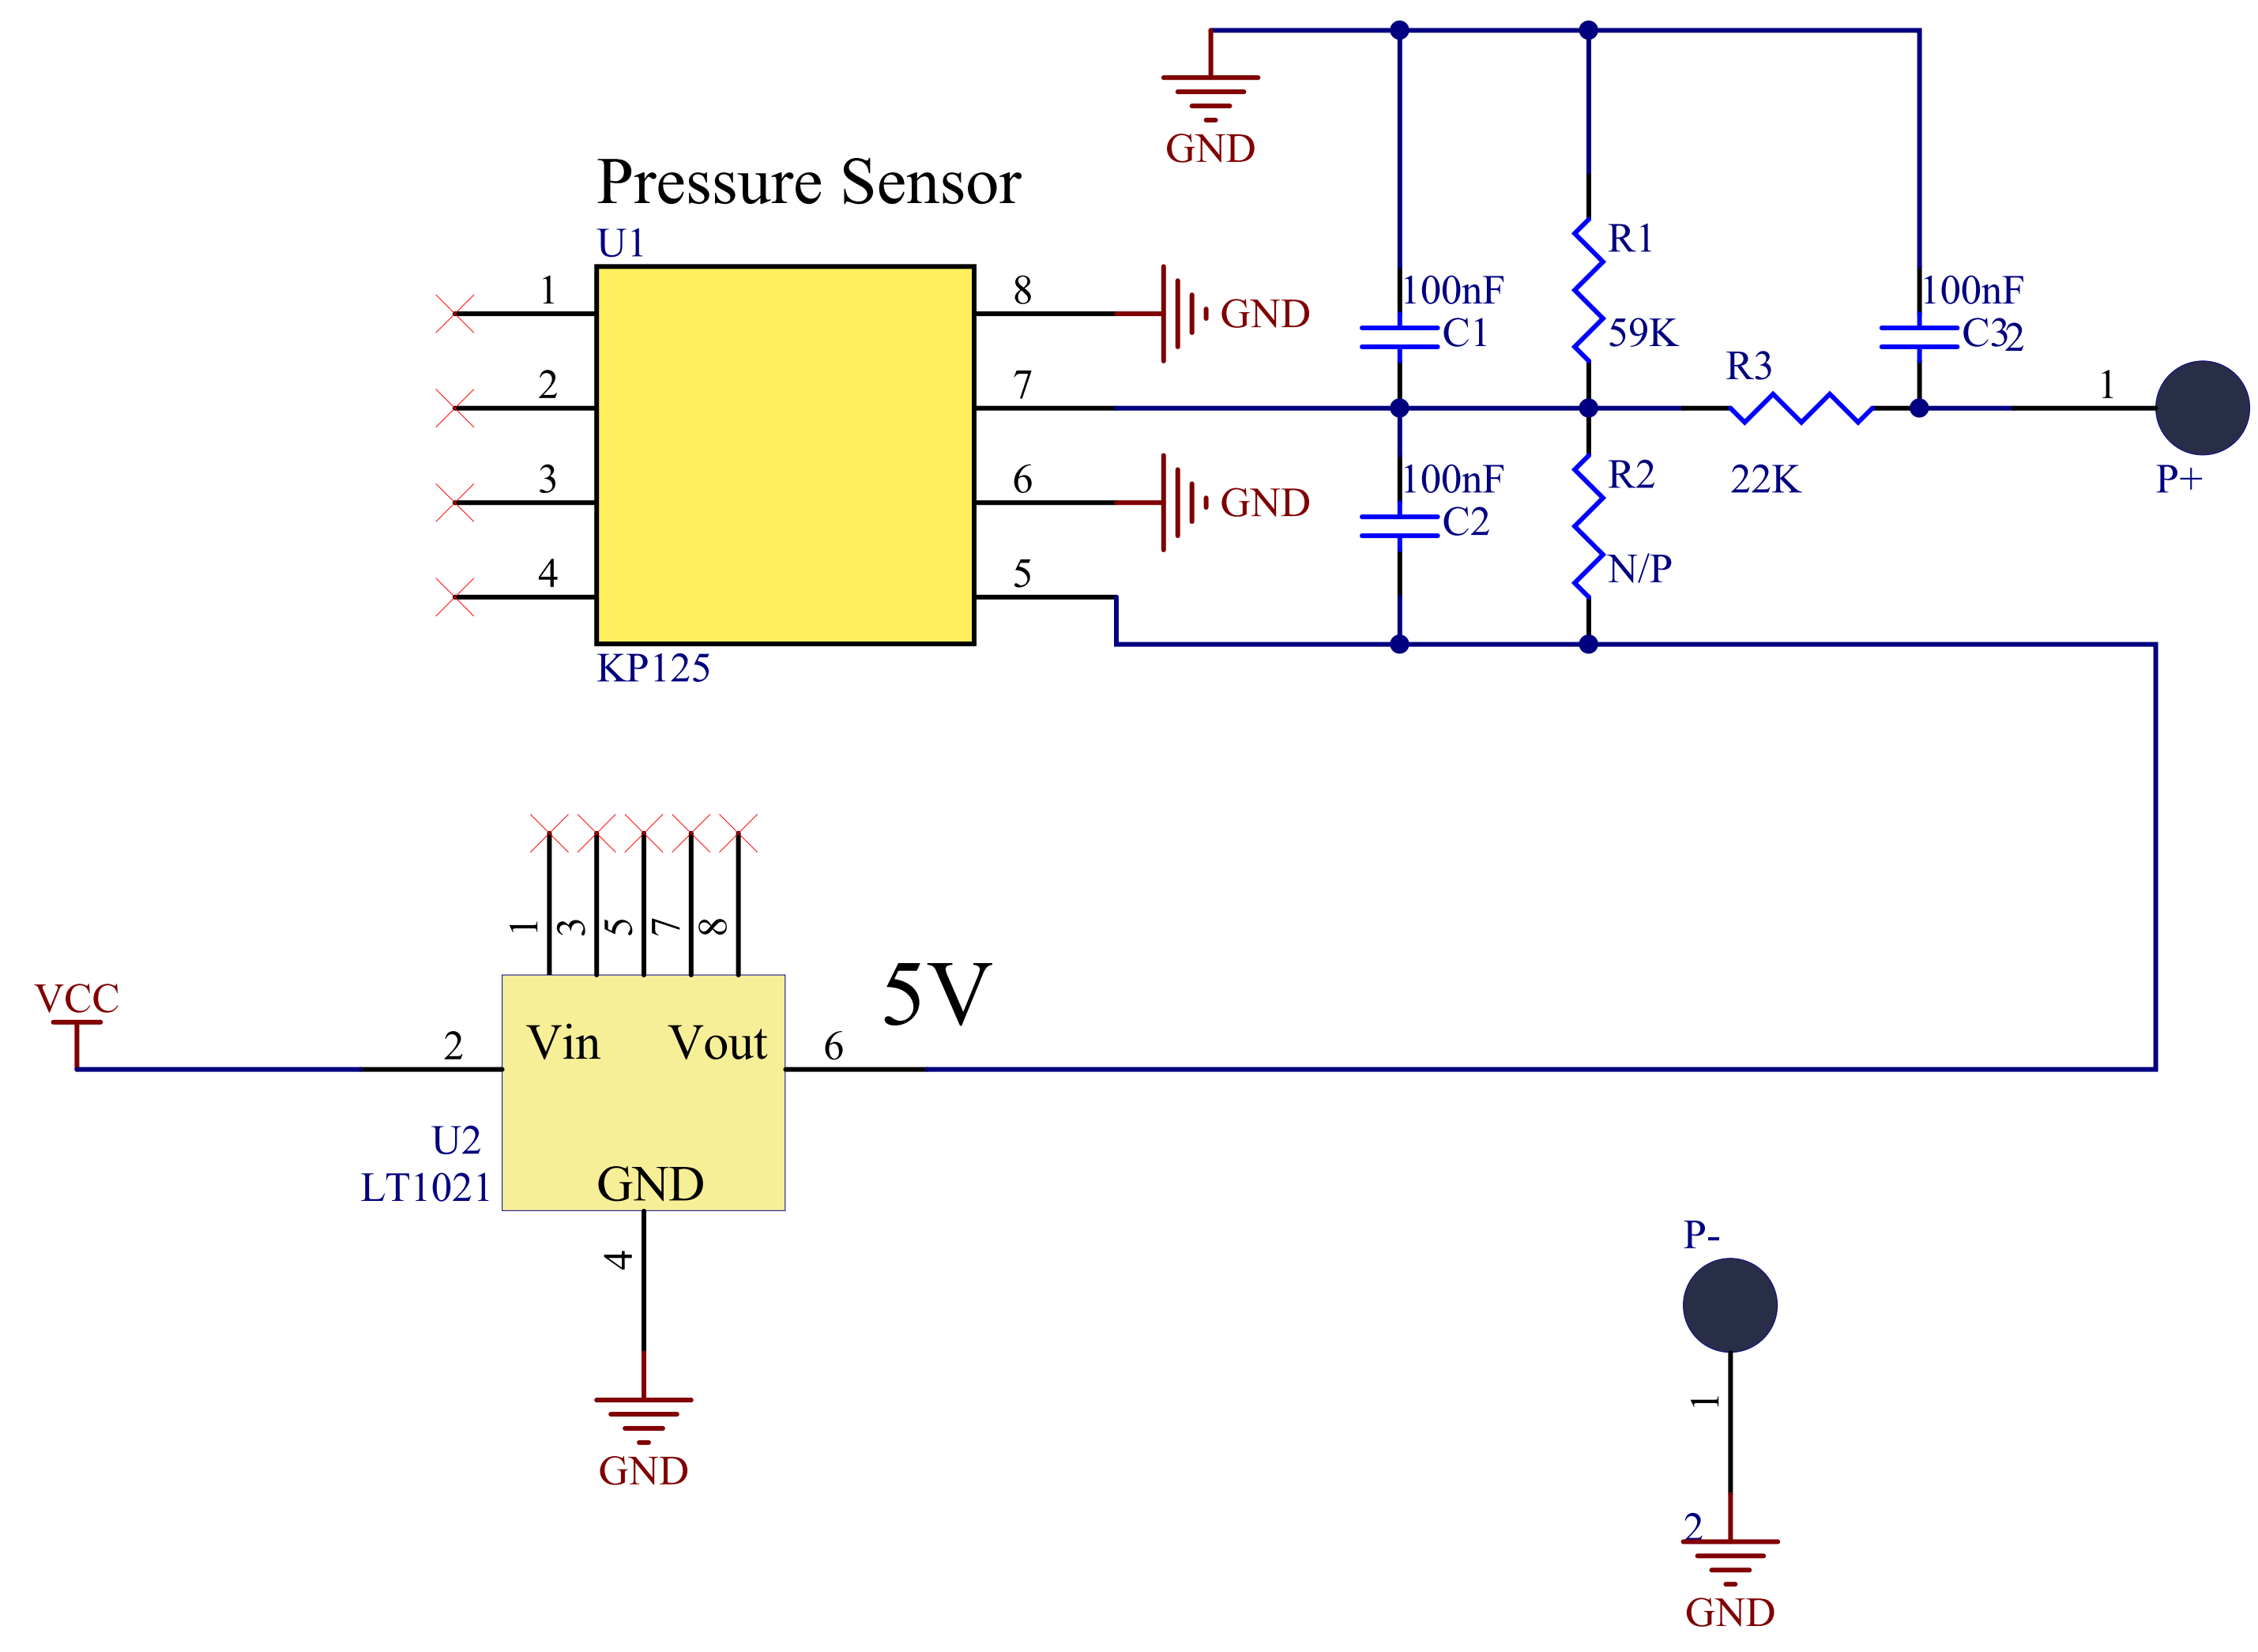 GND
Pressure Sensor
U1
1
8
GND
2
7
3
6
GND
4
5
KP125
100nF
C1
R1
59K
100nF
C3
2
R3
22K
1
P+
100nF
C2
R2
N/P
1
3
5
7
8
VCC
2
Vin
Vout
6
5V
U2
LT1021
GND
4
GND
P-
1
2
GND